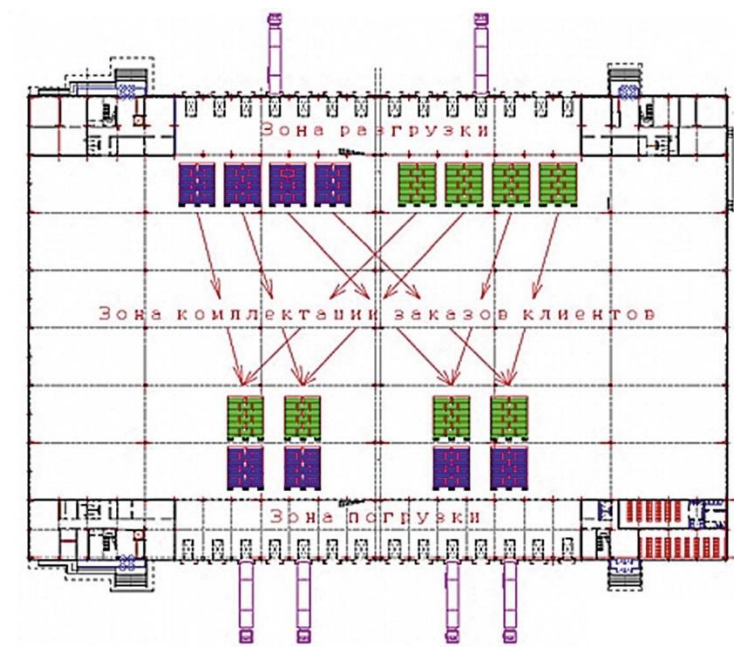 Зона разгрузки
Зона комплектации заказов клиентов
Зона погрузки